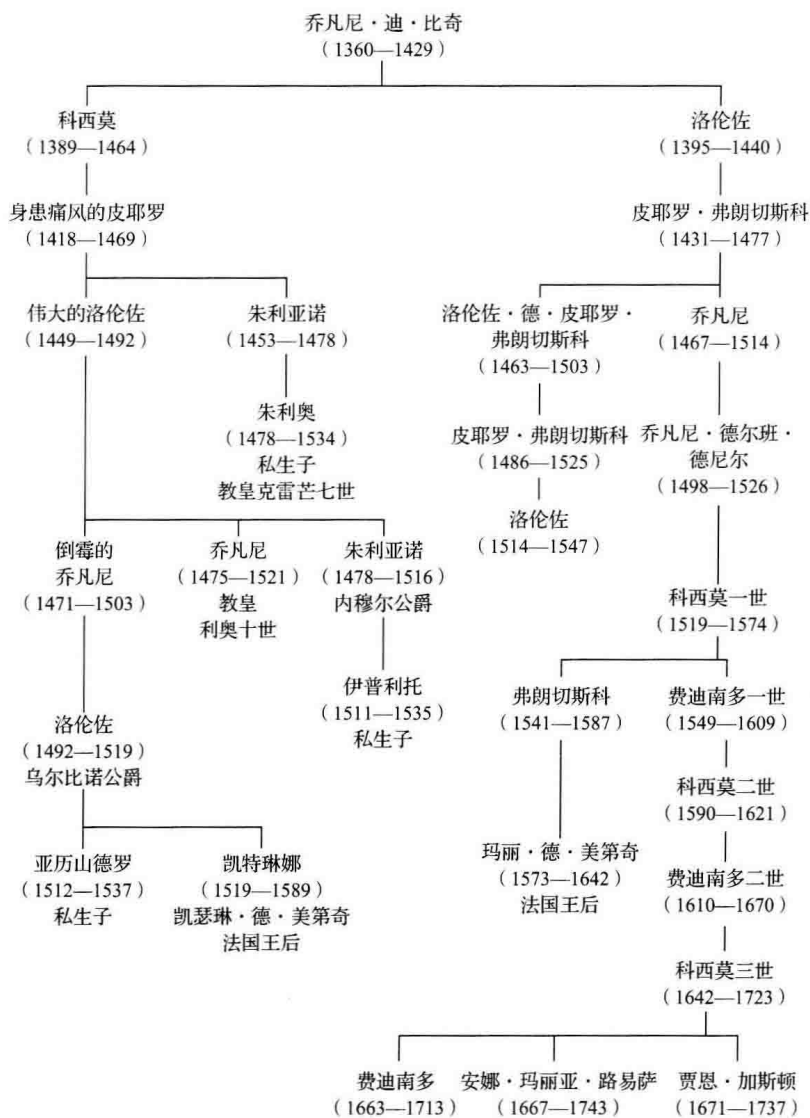 乔凡尼·迪·比奇
（1360—1429）
科西莫
（1389—1464）
洛伦佐
（1395—1440）
身患痛风的皮耶罗
（1418—1469）
皮耶罗·弗朗切斯科
（1431—1477）
伟大的洛伦佐
（1449—1492）
朱利亚诺
（1453—1478）
洛伦佐·德·皮耶罗·
弗朗切斯科
（1463—1503）
乔凡尼
（1467—1514）
朱利奥
（1478—1534）
私生子
教皇克雷芒七世
皮耶罗·弗朗切斯科
（1486—1525）
乔凡尼·德尔班·
德尼尔
（1498—1526）
洛伦佐
（1514—1547）
倒霉的
乔凡尼
（1471—1503）
乔凡尼
（1475—1521）
教皇
利奥十世
朱利亚诺
（1478—1516）
内穆尔公爵
科西莫一世
（1519—1574）
伊普利托
（1511—1535）
私生子
弗朗切斯科
（1541—1587）
费迪南多一世
（1549—1609）
洛伦佐
（1492—1519）
乌尔比诺公爵
科西莫二世
（1590—1621）
亚历山德罗
（1512—1537）
私生子
凯特琳娜
（1519—1589）
凯瑟琳·德·美第奇
法国王后
玛丽·德·美第奇
（1573—1642）
法国王后
费迪南多二世
（1610—1670）
科西莫三世
（1642—1723）
费迪南多
（1663—1713）
安娜·玛丽亚·路易萨
（1667—1743）
贾恩·加斯顿
（1671—1737）